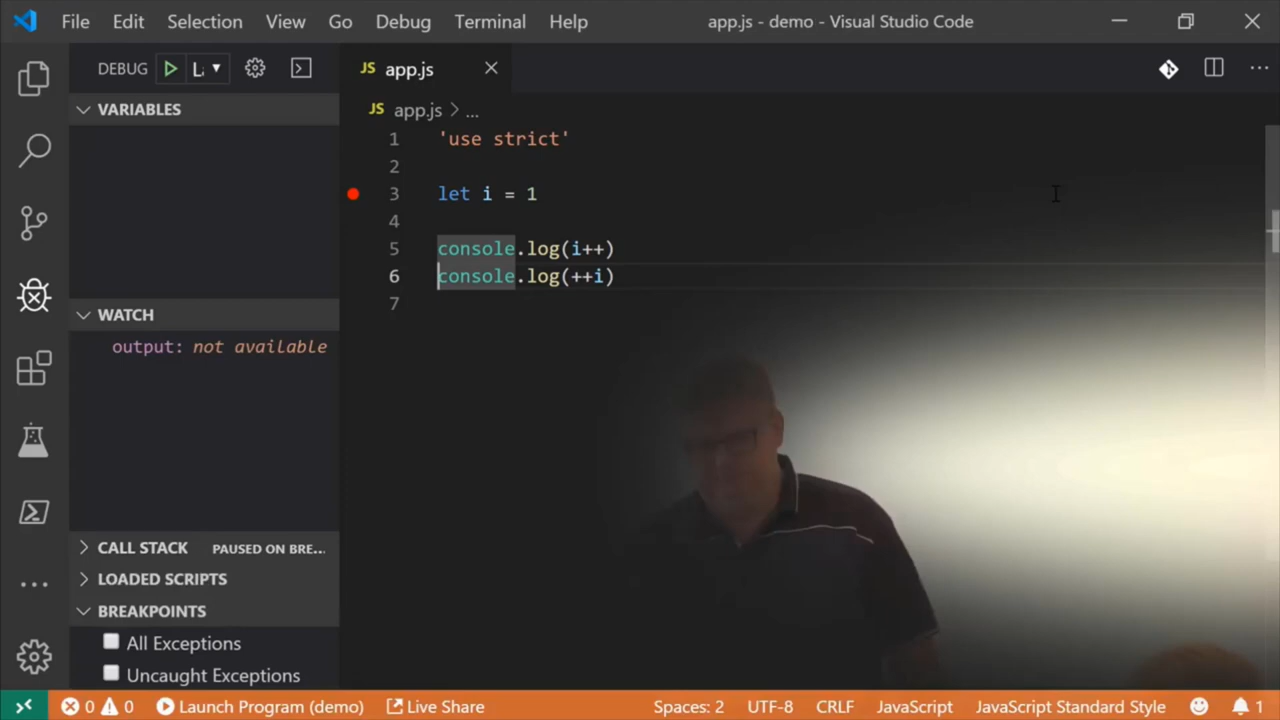 File Edit Selection View Go Debug Terminal Help app.js - demo - Visual Studio Code
DEBUG
JS app.js
VARIABLES
JS app.js > ...
1 'use strict'
2
3 let i = 1
4
5 console.log(i++)
6 console.log(++i)
7
WATCH
output: not available
CALL STACK PAUSED ON BRE...
LOADED SCRIPTS
BREAKPOINTS
All Exceptions
Uncaught Exceptions
0 0 Launch Program (demo) Live Share Spaces: 2 UTF-8 CRLF JavaScript JavaScript Standard Style 1